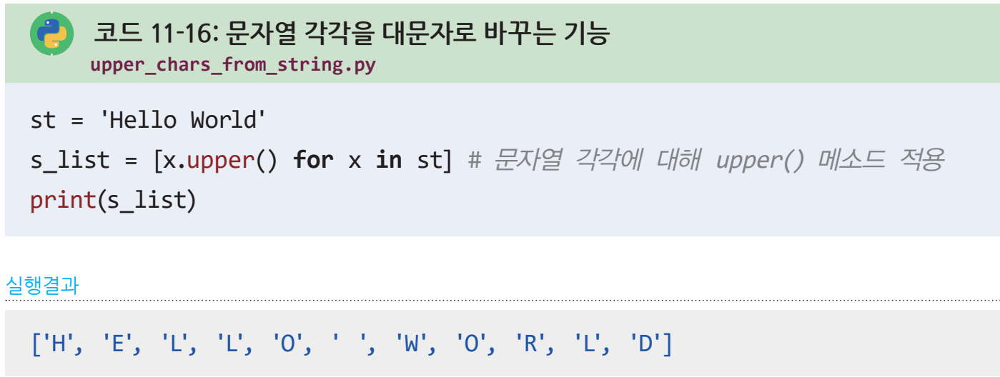 코드 11-16: 문자열 각각을 대문자로 바꾸는 기능
upper_chars_from_string.py
st = 'Hello World'
s_list = [x.upper() for x in st] # 문자열 각각에 대해 upper() 메소드 적용
print(s_list)
실행결과
['H', 'E', 'L', 'L', 'O', ' ', 'W', 'O', 'R', 'L', 'D']